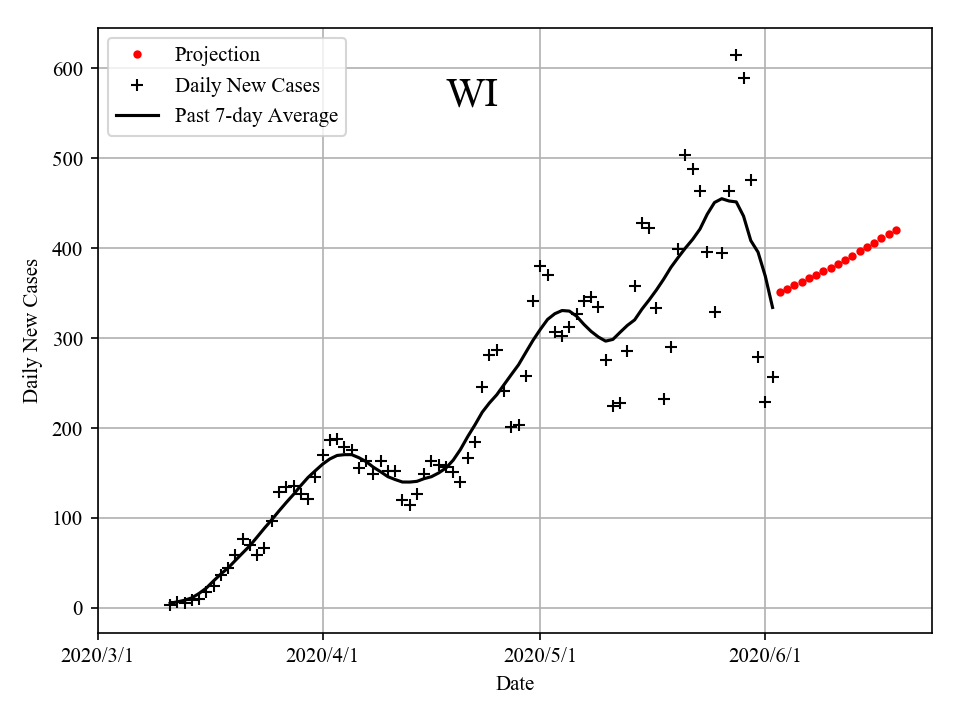 WI
Projection
Daily New Cases
Past 7-day Average
600
500
400
300
200
100
0
Daily New Cases
2020/3/1
2020/4/1
2020/5/1
2020/6/1
Date